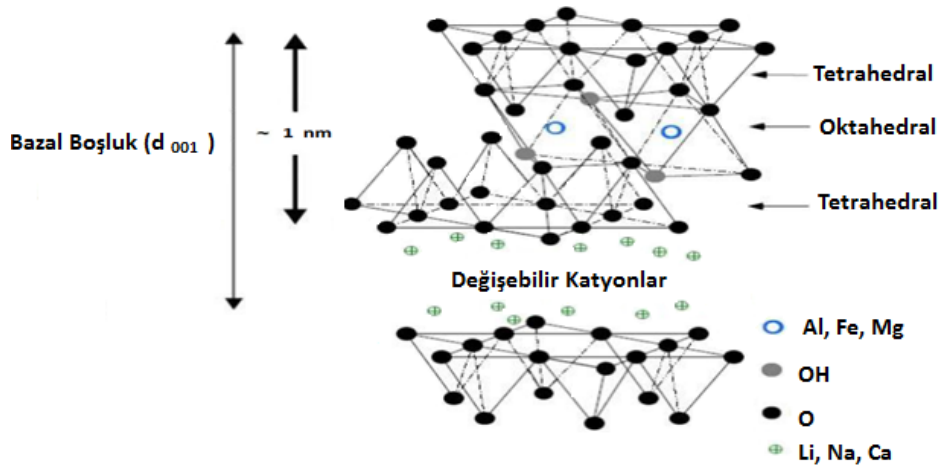 Tetrahedral
Oktahedral
Bazal Boşluk (d 001 )
~ 1 nm
Tetrahedral
Değişebilir Katyonlar
Al, Fe, Mg
OH
O
Li, Na, Ca